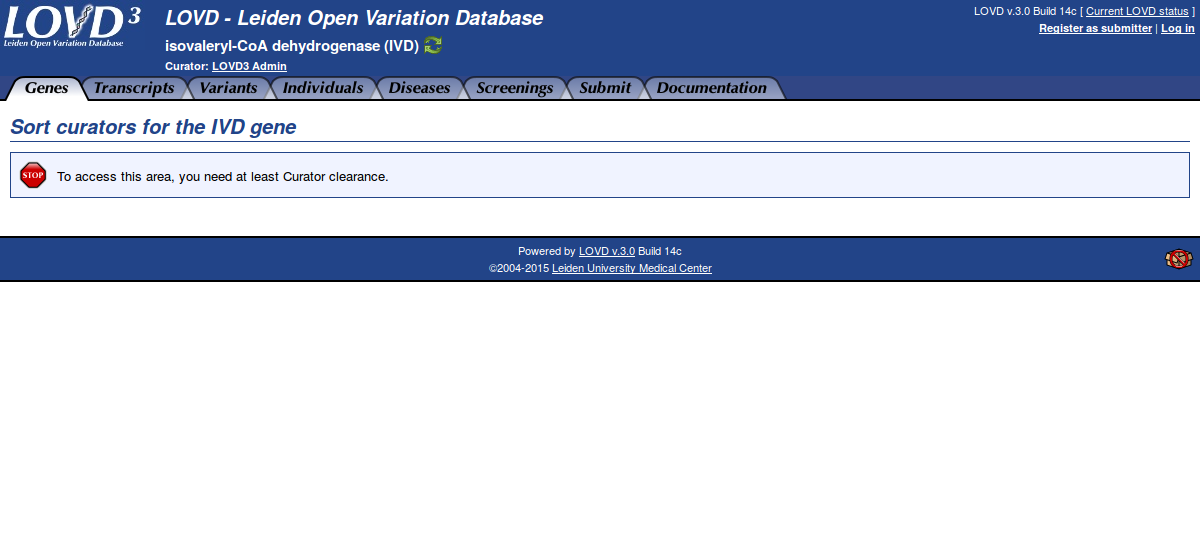 LOVD 3
Leiden Open Variation Database
LOVD - Leiden Open Variation Database
isovaleryl-CoA dehydrogenase (IVD)
Curator: LOVD3 Admin
LOVD v.3.0 Build 14c [ Current LOVD status ]
Register as submitter | Log in
Genes Transcripts Variants Individuals Diseases Screenings Submit Documentation
Sort curators for the IVD gene
STOP To access this area, you need at least Curator clearance.
Powered by LOVD v.3.0 Build 14c
©2004-2015 Leiden University Medical Center